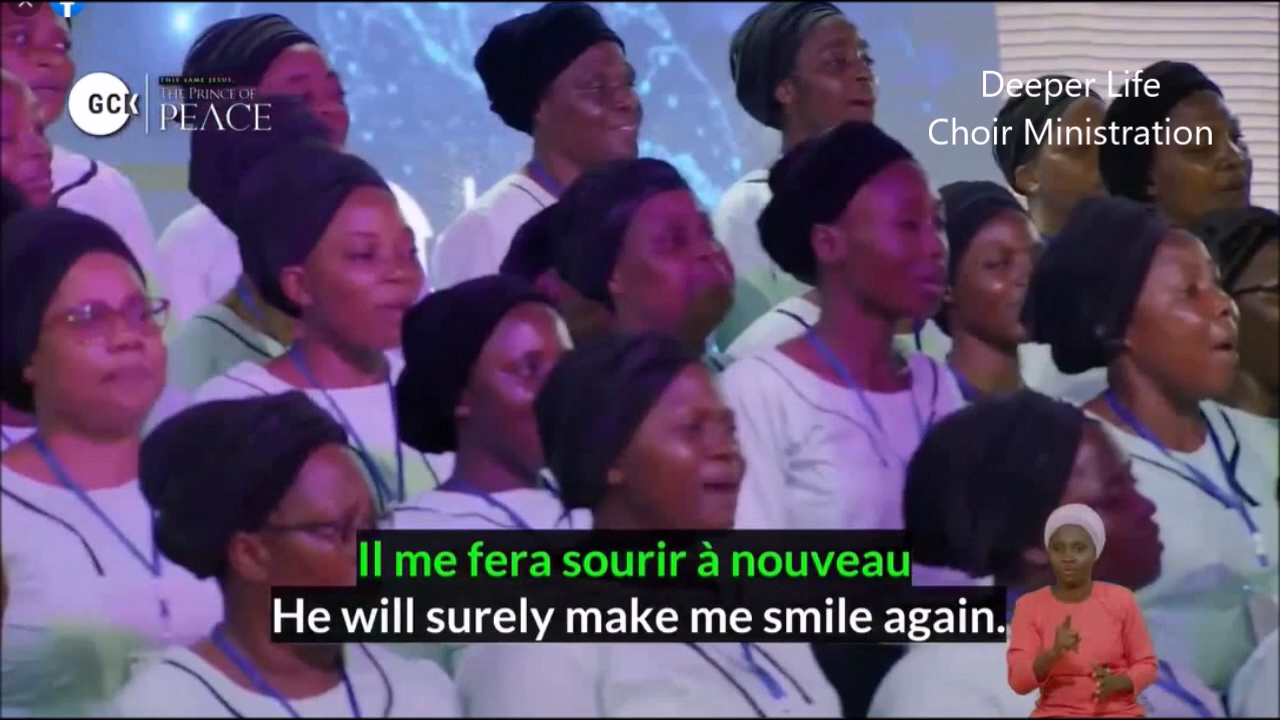 GCK
THIS SAME JESUS,
THE PRINCE OF
PEACE
Deeper Life
Choir Ministration
Il me fera sourir à nouveau
He will surely make me smile again.